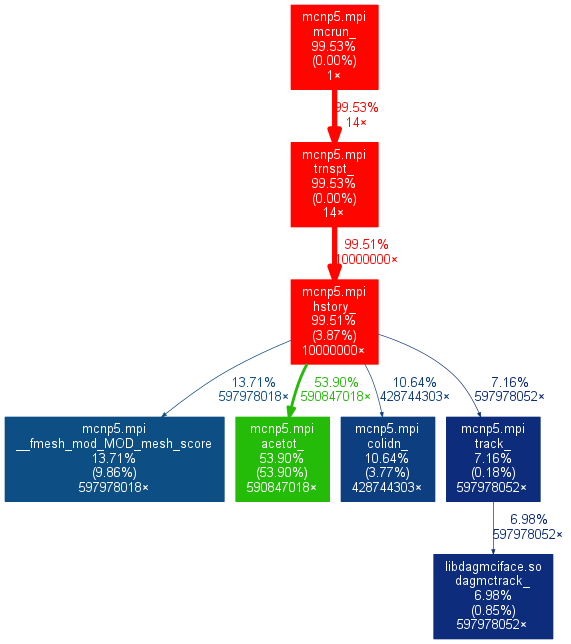 mcnp5.mpi
mcrun_
99.53%
(0.00%)
1×
99.53%
14×
mcnp5.mpi
trnspt_
99.53%
(0.00%)
14×
99.51%
10000000×
mcnp5.mpi
hstory_
99.51%
(3.87%)
10000000×
13.71%
597978018×
53.90%
590847018×
10.64%
428744303×
7.16%
597978052×
mcnp5.mpi
__fmesh_mod_MOD_mesh_score
13.71%
(9.86%)
597978018×
mcnp5.mpi
acetot_
53.90%
(53.90%)
590847018×
mcnp5.mpi
colidn_
10.64%
(3.77%)
428744303×
mcnp5.mpi
track_
7.16%
(0.18%)
597978052×
6.98%
597978052×
libdagmciface.so
dagmctrack_
6.98%
(0.85%)
597978052×